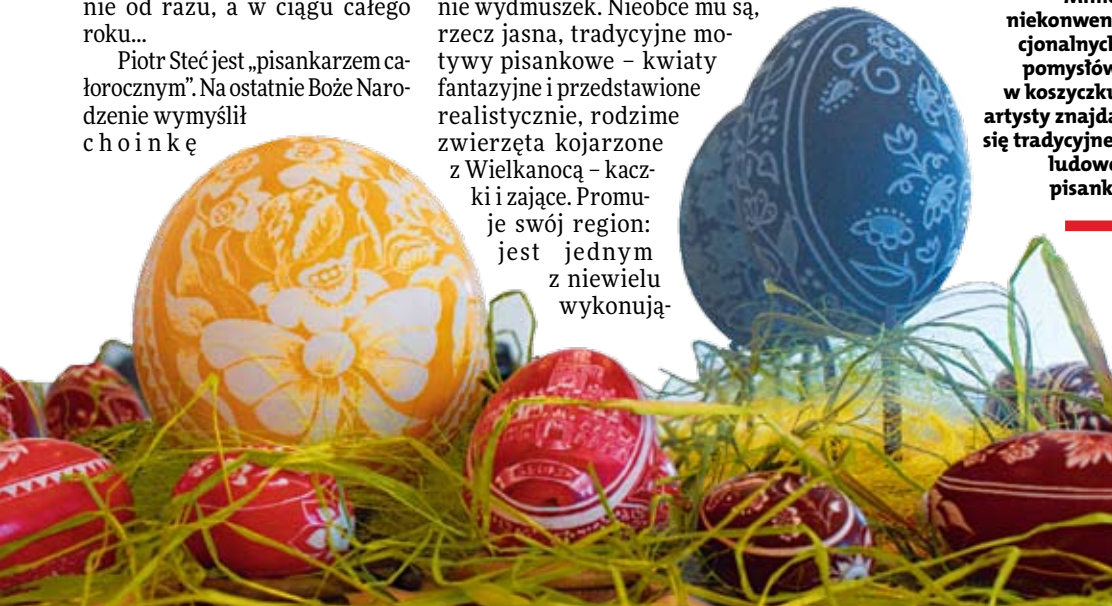 nie od razu, a w ciągu całego
roku...
Piotr Steć jest „pisankarzem ca-
łorocznym”. Na ostatnie Boże Naro-
dzenie wymyślił
choinkę
nie wydmuszek. Nieobce mu są,
rzecz jasna, tradycyjne mo-
tywy pisankowe – kwiaty
fantazyjne i przedstawione
realistycznie, rodzime
zwierzęta kojarzone
z Wielkanocą – kacz-
ki i zające. Promu-
je swój region:
jest jednym
z niewielu
wykonują-
niekonwen
cjonalnych
pomysłów
w koszyczku
artysty znajdą
się tradycyjne
ludowe
pisank